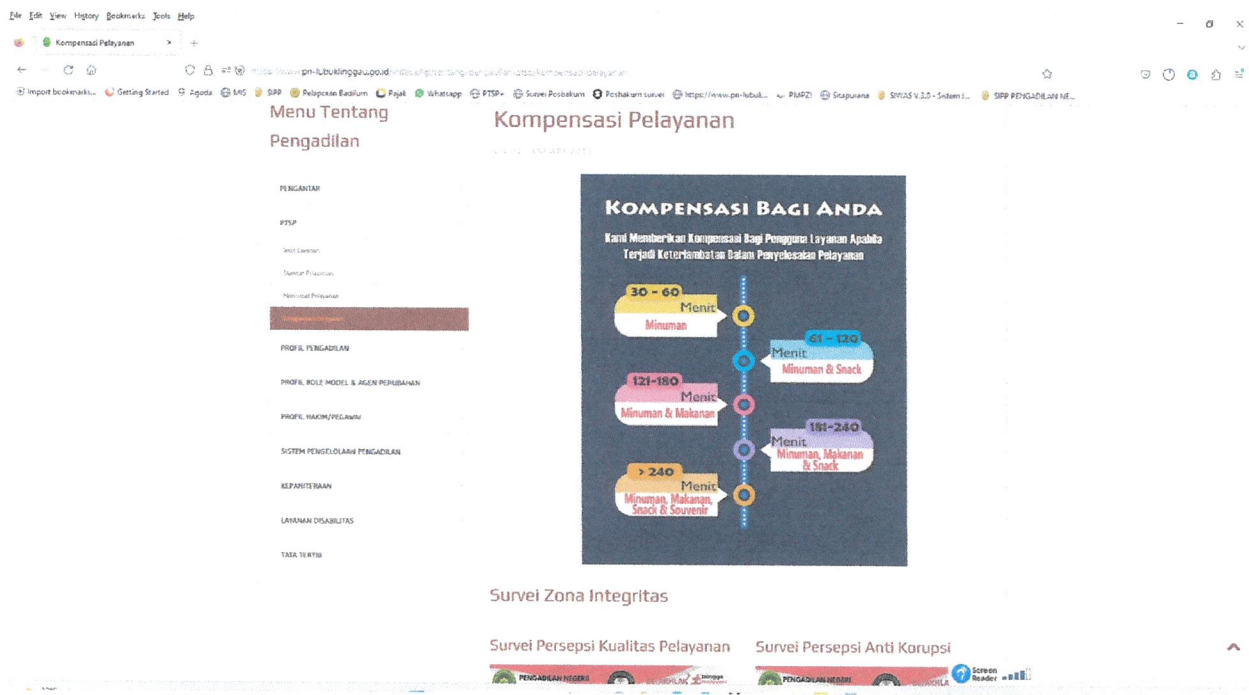 File Edit View History Bookmarks Tools Help
Kompensasi Pelayanan
Import bookmarks... Getting Started Agoda MIS SIPP Pelaporan Badilum Pajak Whatsapp PTSP+ Survei Posbakum Posbakum survei https://www.pn-lubuk... PMPZI Sitapurana SIWAS V.3.0 - Sistem I... SIPP PENGADILAN NE...
Menu Tentang
Pengadilan
PENGANTAR
PTSP
PROFIL PENGADILAN
PROFIL ROLE MODEL & AGEN PERUBAHAN
PROFIL HAKIM/PEGAWAI
SISTEM PENGELOLAAN PENGADILAN
KEPANITERAAN
LAYANAN DISABILITAS
TATA TERTIB
Kompensasi Pelayanan
KOMPENSASI BAGI ANDA
Kami Memberikan Kompensasi Bagi Pengguna Layanan Apabila
Terjadi Keterlambatan Dalam Penyelesaian Pelayanan
30 - 60
Menit
Minuman
61 - 120
Menit
Minuman & Snack
121-180
Menit
Minuman & Makanan
181-240
Menit
Minuman, Makanan
& Snack
> 240
Menit
Minuman, Makanan,
Snack & Souvenir
Survei Zona Integritas
Survei Persepsi Kualitas Pelayanan
Survei Persepsi Anti Korupsi
PENGADILAN NEGERI
PENGADILAN NEGERI
Screen
Reader